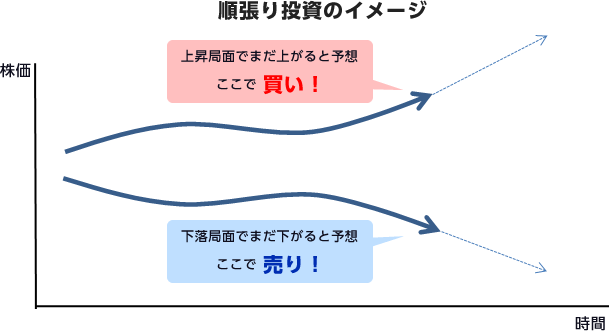 順張り投資のイメージ
株価
上昇局面でまだ上がると予想
ここで 買い！
下落局面でまだ下がると予想
ここで 売り！
時間